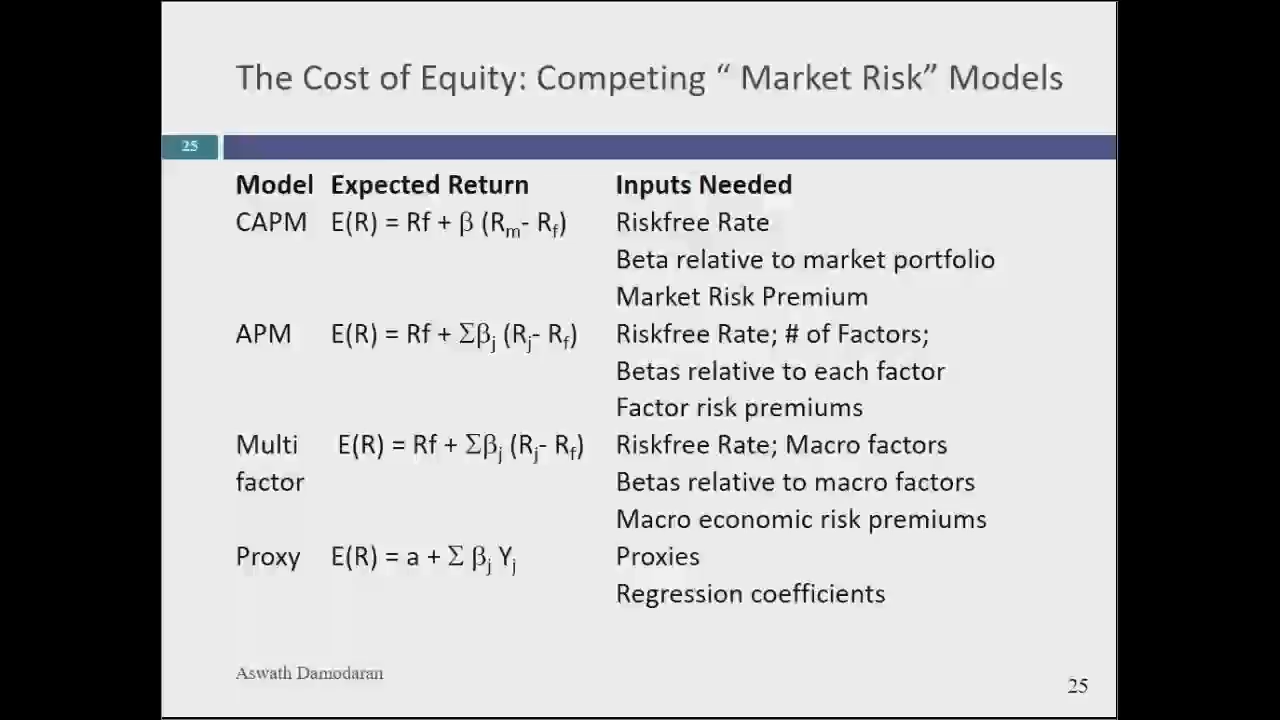 The Cost of Equity: Competing “ Market Risk” Models
25
Model Expected Return Inputs Needed
CAPM E(R) = Rf + β (Rm- Rf) Riskfree Rate
Beta relative to market portfolio
Market Risk Premium
APM E(R) = Rf + Σβj (Rj- Rf) Riskfree Rate; # of Factors;
Betas relative to each factor
Factor risk premiums
Multi E(R) = Rf + Σβj (Rj- Rf) Riskfree Rate; Macro factors
factor Betas relative to macro factors
Macro economic risk premiums
Proxy E(R) = a + Σ βj Yj Proxies
Regression coefficients
Aswath Damodaran
25